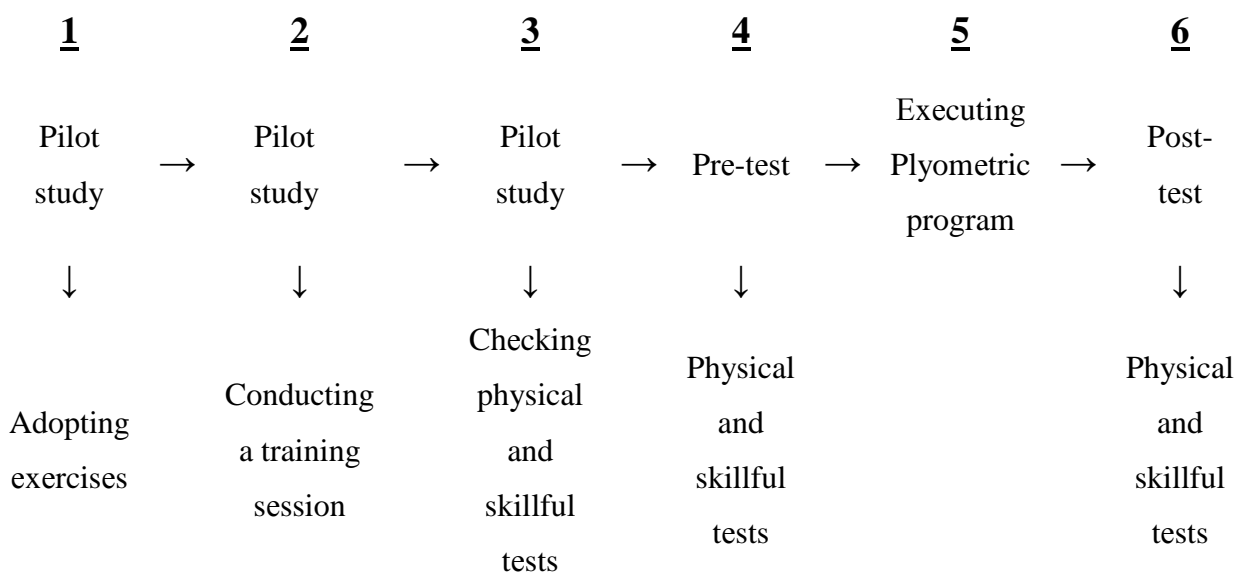 1 2 3 4 5 6
Pilot
study
→
Pilot
study
→
Pilot
study
→
Pre-test
→
Executing
Plyometric
program
→
Post-
test
↓ ↓ ↓ ↓ ↓
Adopting
exercises
Conducting
a training
session
Checking
physical
and
skillful
tests
Physical
and
skillful
tests
Physical
and
skillful
tests